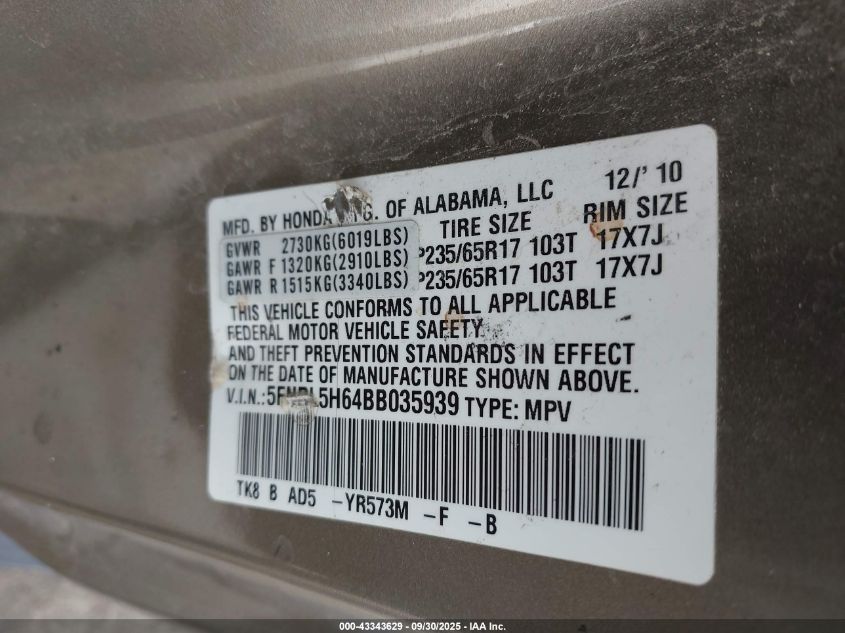 MFD. BY HONDA MFG. OF ALABAMA, LLC 12/' 10
TIRE SIZE RIM SIZE
GVWR 2730KG(6019LBS)
GAWR F 1320KG(2910LBS) P235/65R17 103T 17X7J
GAWR R 1515KG(3340LBS) P235/65R17 103T 17X7J
THIS VEHICLE CONFORMS TO ALL APPLICABLE
FEDERAL MOTOR VEHICLE SAFETY
AND THEFT PREVENTION STANDARDS IN EFFECT
ON THE DATE OF MANUFACTURE SHOWN ABOVE.
V.I.N.:5FNRL5H64BB035939 TYPE: MPV
TK8 B AD5 -YR573M -F -B
000-43343629 - 09/30/2025 - IAA Inc.